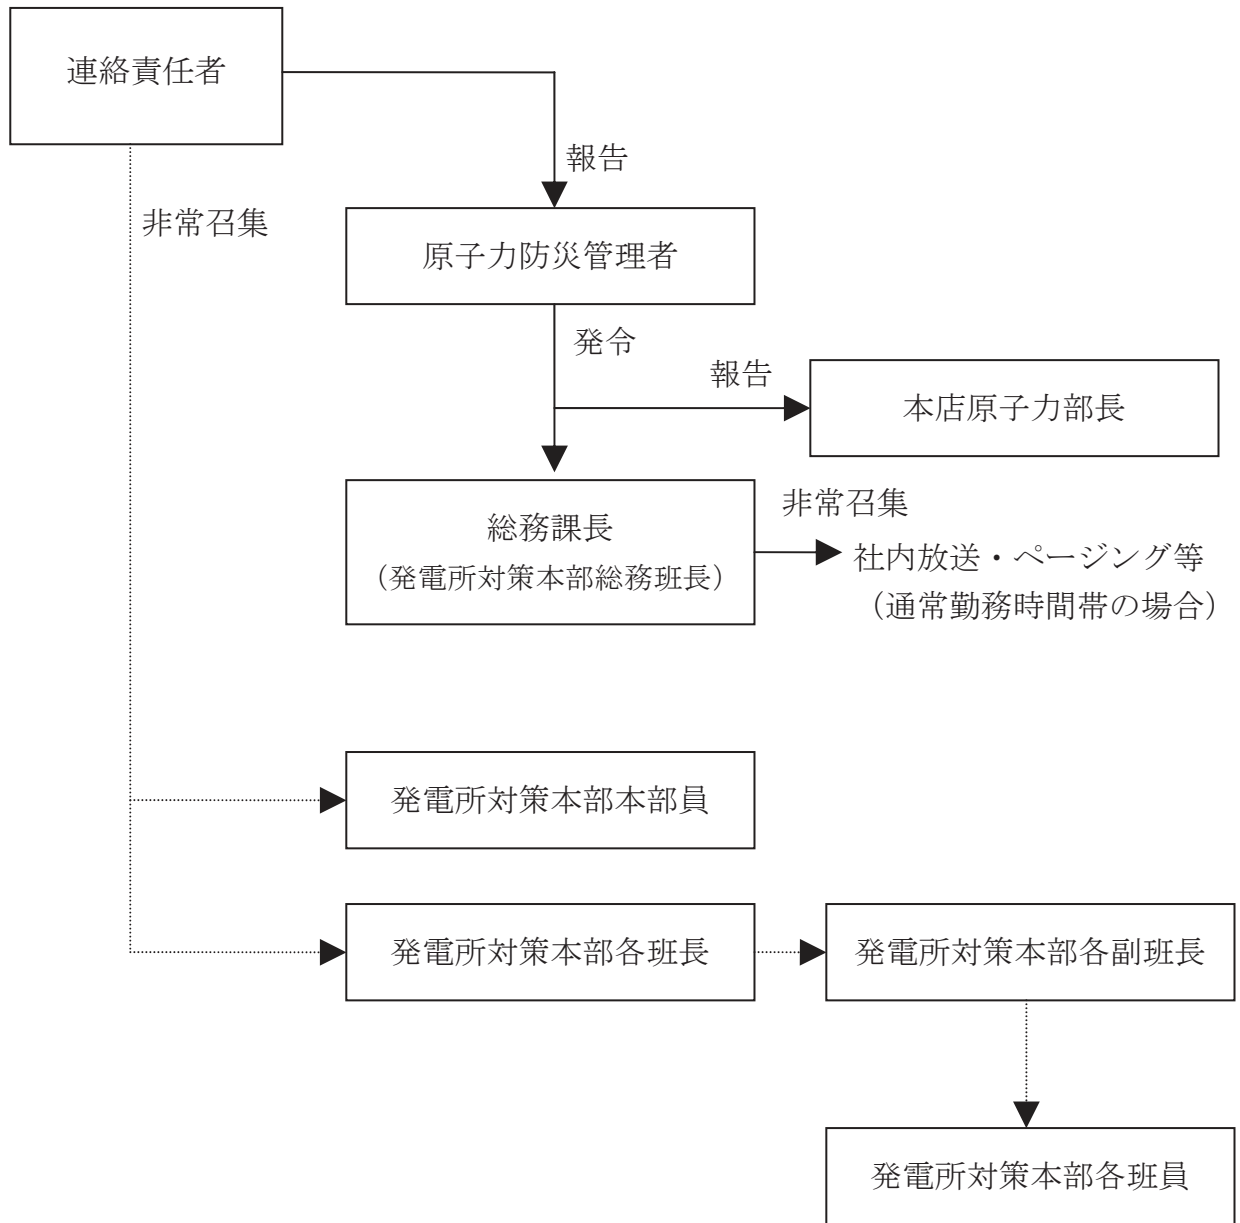 連絡責任者
報告
非常召集
原子力防災管理者
発令
報告
本店原子力部長
総務課長
（発電所対策本部総務班長）
非常召集
社内放送・ページング等
（通常勤務時間帯の場合）
発電所対策本部本部員
発電所対策本部各班長
発電所対策本部各副班長
発電所対策本部各班員